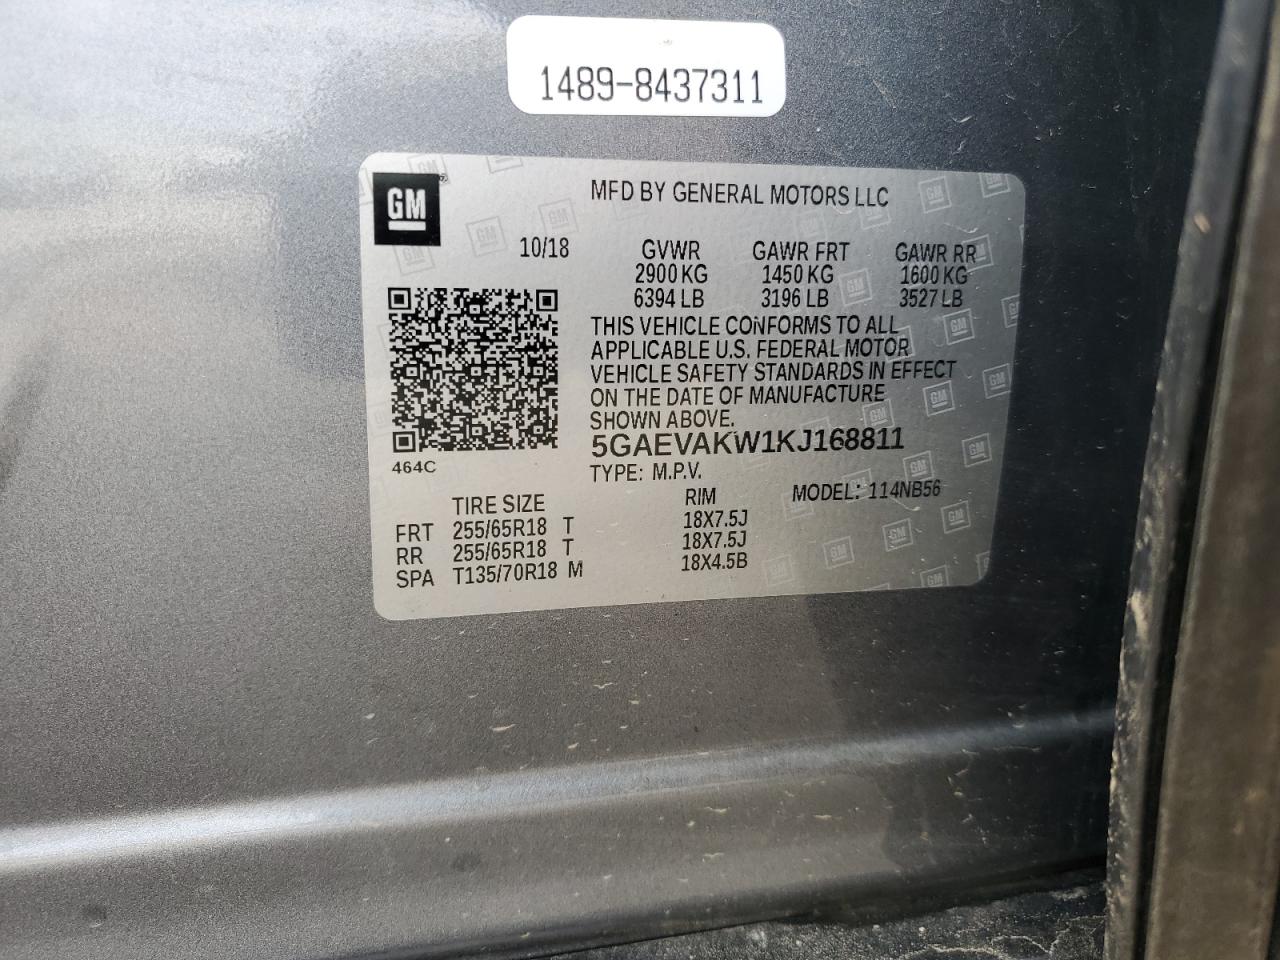 1489-8437311
GM
MFD BY GENERAL MOTORS LLC
10/18 GVWR GAWR FRT GAWR RR
2900 KG 1450 KG 1600 KG
6394 LB 3196 LB 3527 LB
THIS VEHICLE CONFORMS TO ALL
APPLICABLE U.S. FEDERAL MOTOR
VEHICLE SAFETY STANDARDS IN EFFECT
ON THE DATE OF MANUFACTURE
SHOWN ABOVE.
5GAEVAKW1KJ168811
464C
TYPE: M.P.V.
TIRE SIZE RIM MODEL: 114NB56
FRT 255/65R18 T 18X7.5J
RR 255/65R18 T 18X7.5J
SPA T135/70R18 M 18X4.5B